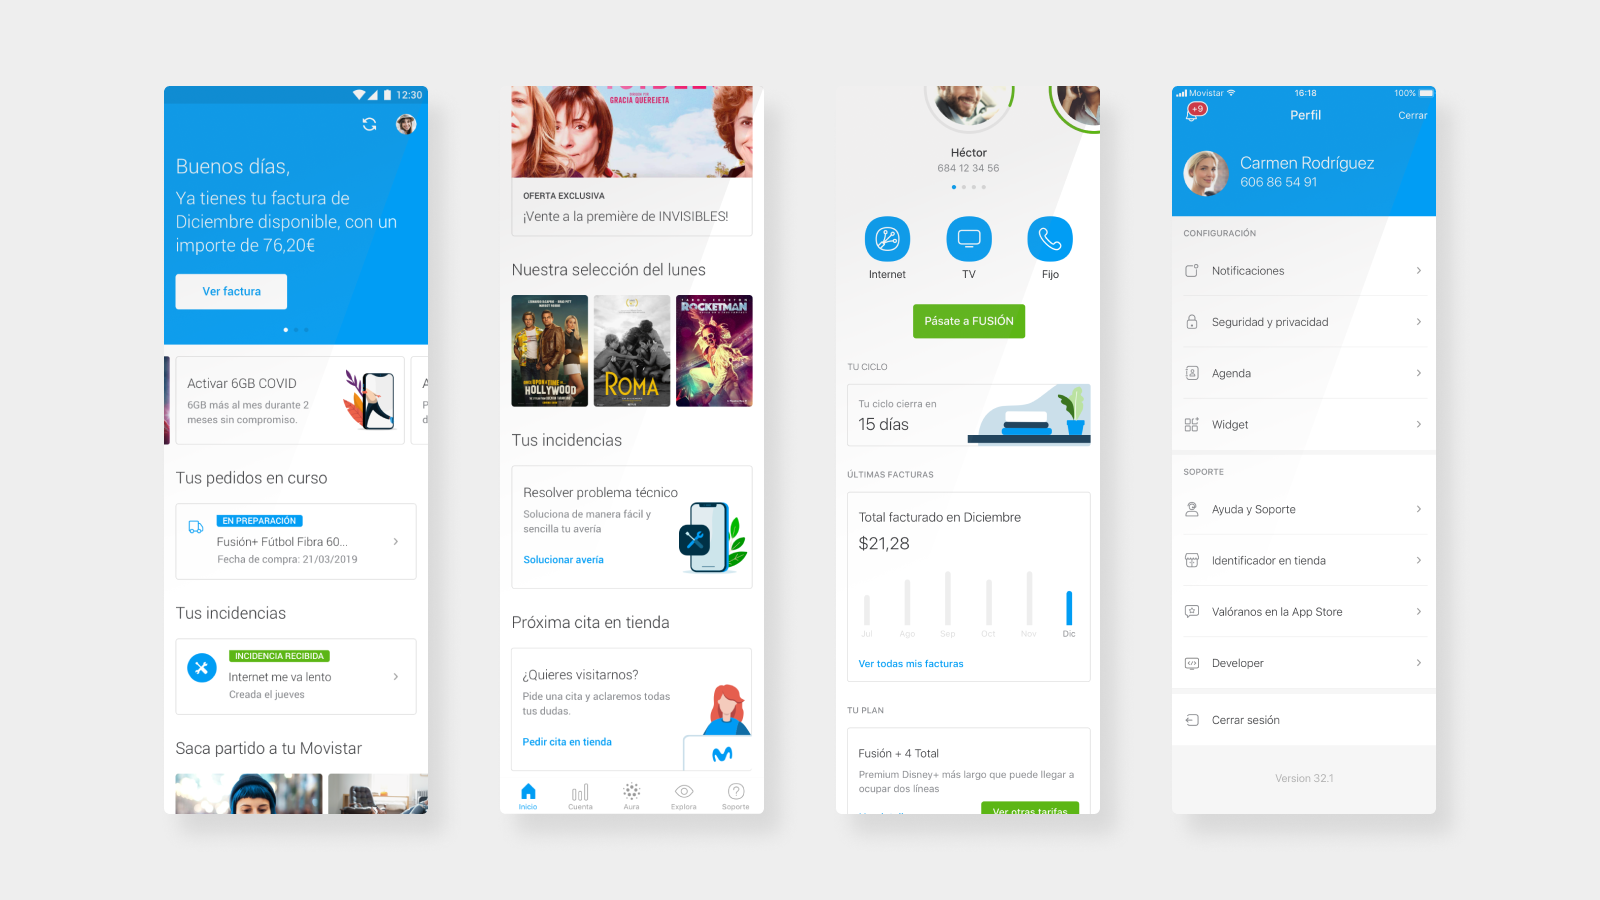 12:30
Buenos días,
Ya tienes tu factura de
Diciembre disponible, con un
importe de 76,20€
Ver factura
Activar 6GB COVID
6GB más al mes durante 2
meses sin compromiso.
Tus pedidos en curso
EN PREPARACIÓN
Fusión+ Fútbol Fibra 60...
Fecha de compra: 21/03/2019
Tus incidencias
INCIDENCIA RECIBIDA
Internet me va lento
Creada el jueves
Saca partido a tu Movistar
GRACIA QUEREJETA
OFERTA EXCLUSIVA
¡Vente a la première de INVISIBLES!
Nuestra selección del lunes
HOLLYWOOD
ROMA
ROCKETMAN
Tus incidencias
Resolver problema técnico
Soluciona de manera fácil y
sencilla tu avería
Solucionar avería
Próxima cita en tienda
¿Quieres visitarnos?
Pide una cita y aclaremos todas
tus dudas.
Pedir cita en tienda
Inicio
Cuenta
Aura
Explora
Soporte
Héctor
684 12 34 56
Internet
TV
Fijo
Pásate a FUSIÓN
TU CICLO
Tu ciclo cierra en
15 días
ÚLTIMAS FACTURAS
Total facturado en Diciembre
$21,28
Jul
Ago
Sep
Oct
Nov
Dic
Ver todas mis facturas
TU PLAN
Fusión + 4 Total
Premium Disney+ más largo que puede llegar a
ocupar dos líneas
Ver otras tarifas
Movistar
16:18
100%
+9
Perfil
Cerrar
Carmen Rodríguez
606 86 54 91
CONFIGURACIÓN
Notificaciones
Seguridad y privacidad
Agenda
Widget
SOPORTE
Ayuda y Soporte
Identificador en tienda
Valóranos en la App Store
Developer
Cerrar sesión
Version 32.1